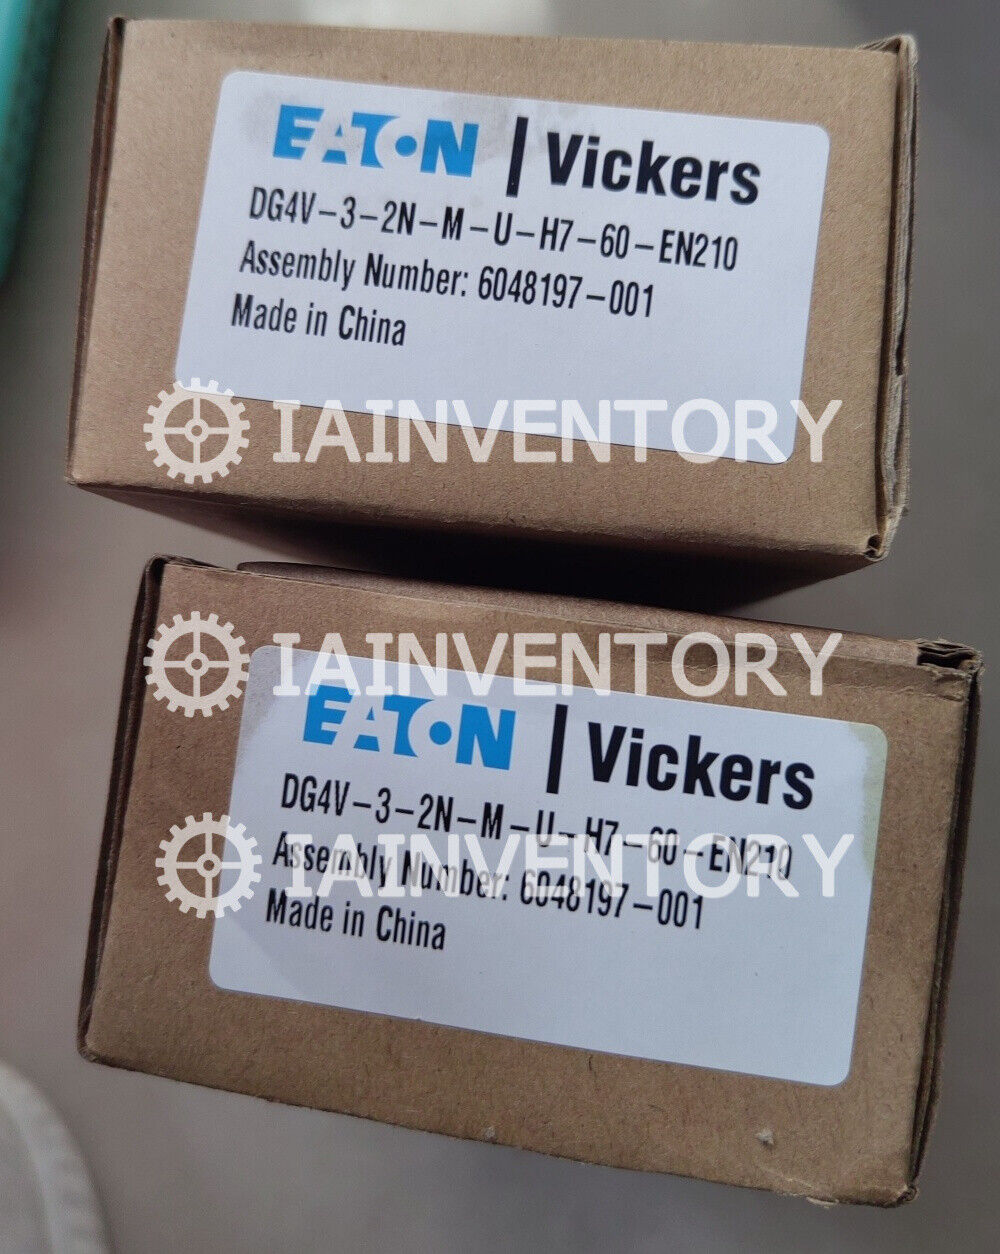 EATON | Vickers
DG4V-3-2N-M-U-H7-60-EN210
Assembly Number: 6048197-001
Made in China
IAINVENTORY
IAINVENTORY
EATON | Vickers
DG4V-3-2N-M-U-H7-60-EN210
IAINVENTORY
Assembly Number: 6048197-001
Made in China